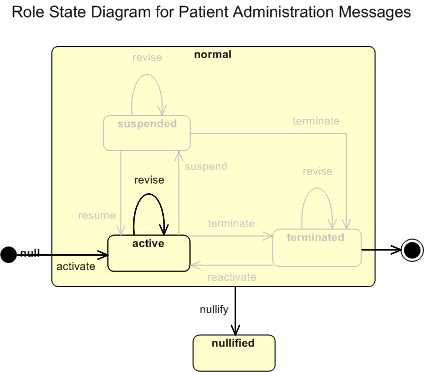 Role State Diagram for Patient Administration Messages
normal
revise
suspended
terminate
suspend
revise
revise
resume
terminate
active
terminated
null
activate
reactivate
nullify
nullified